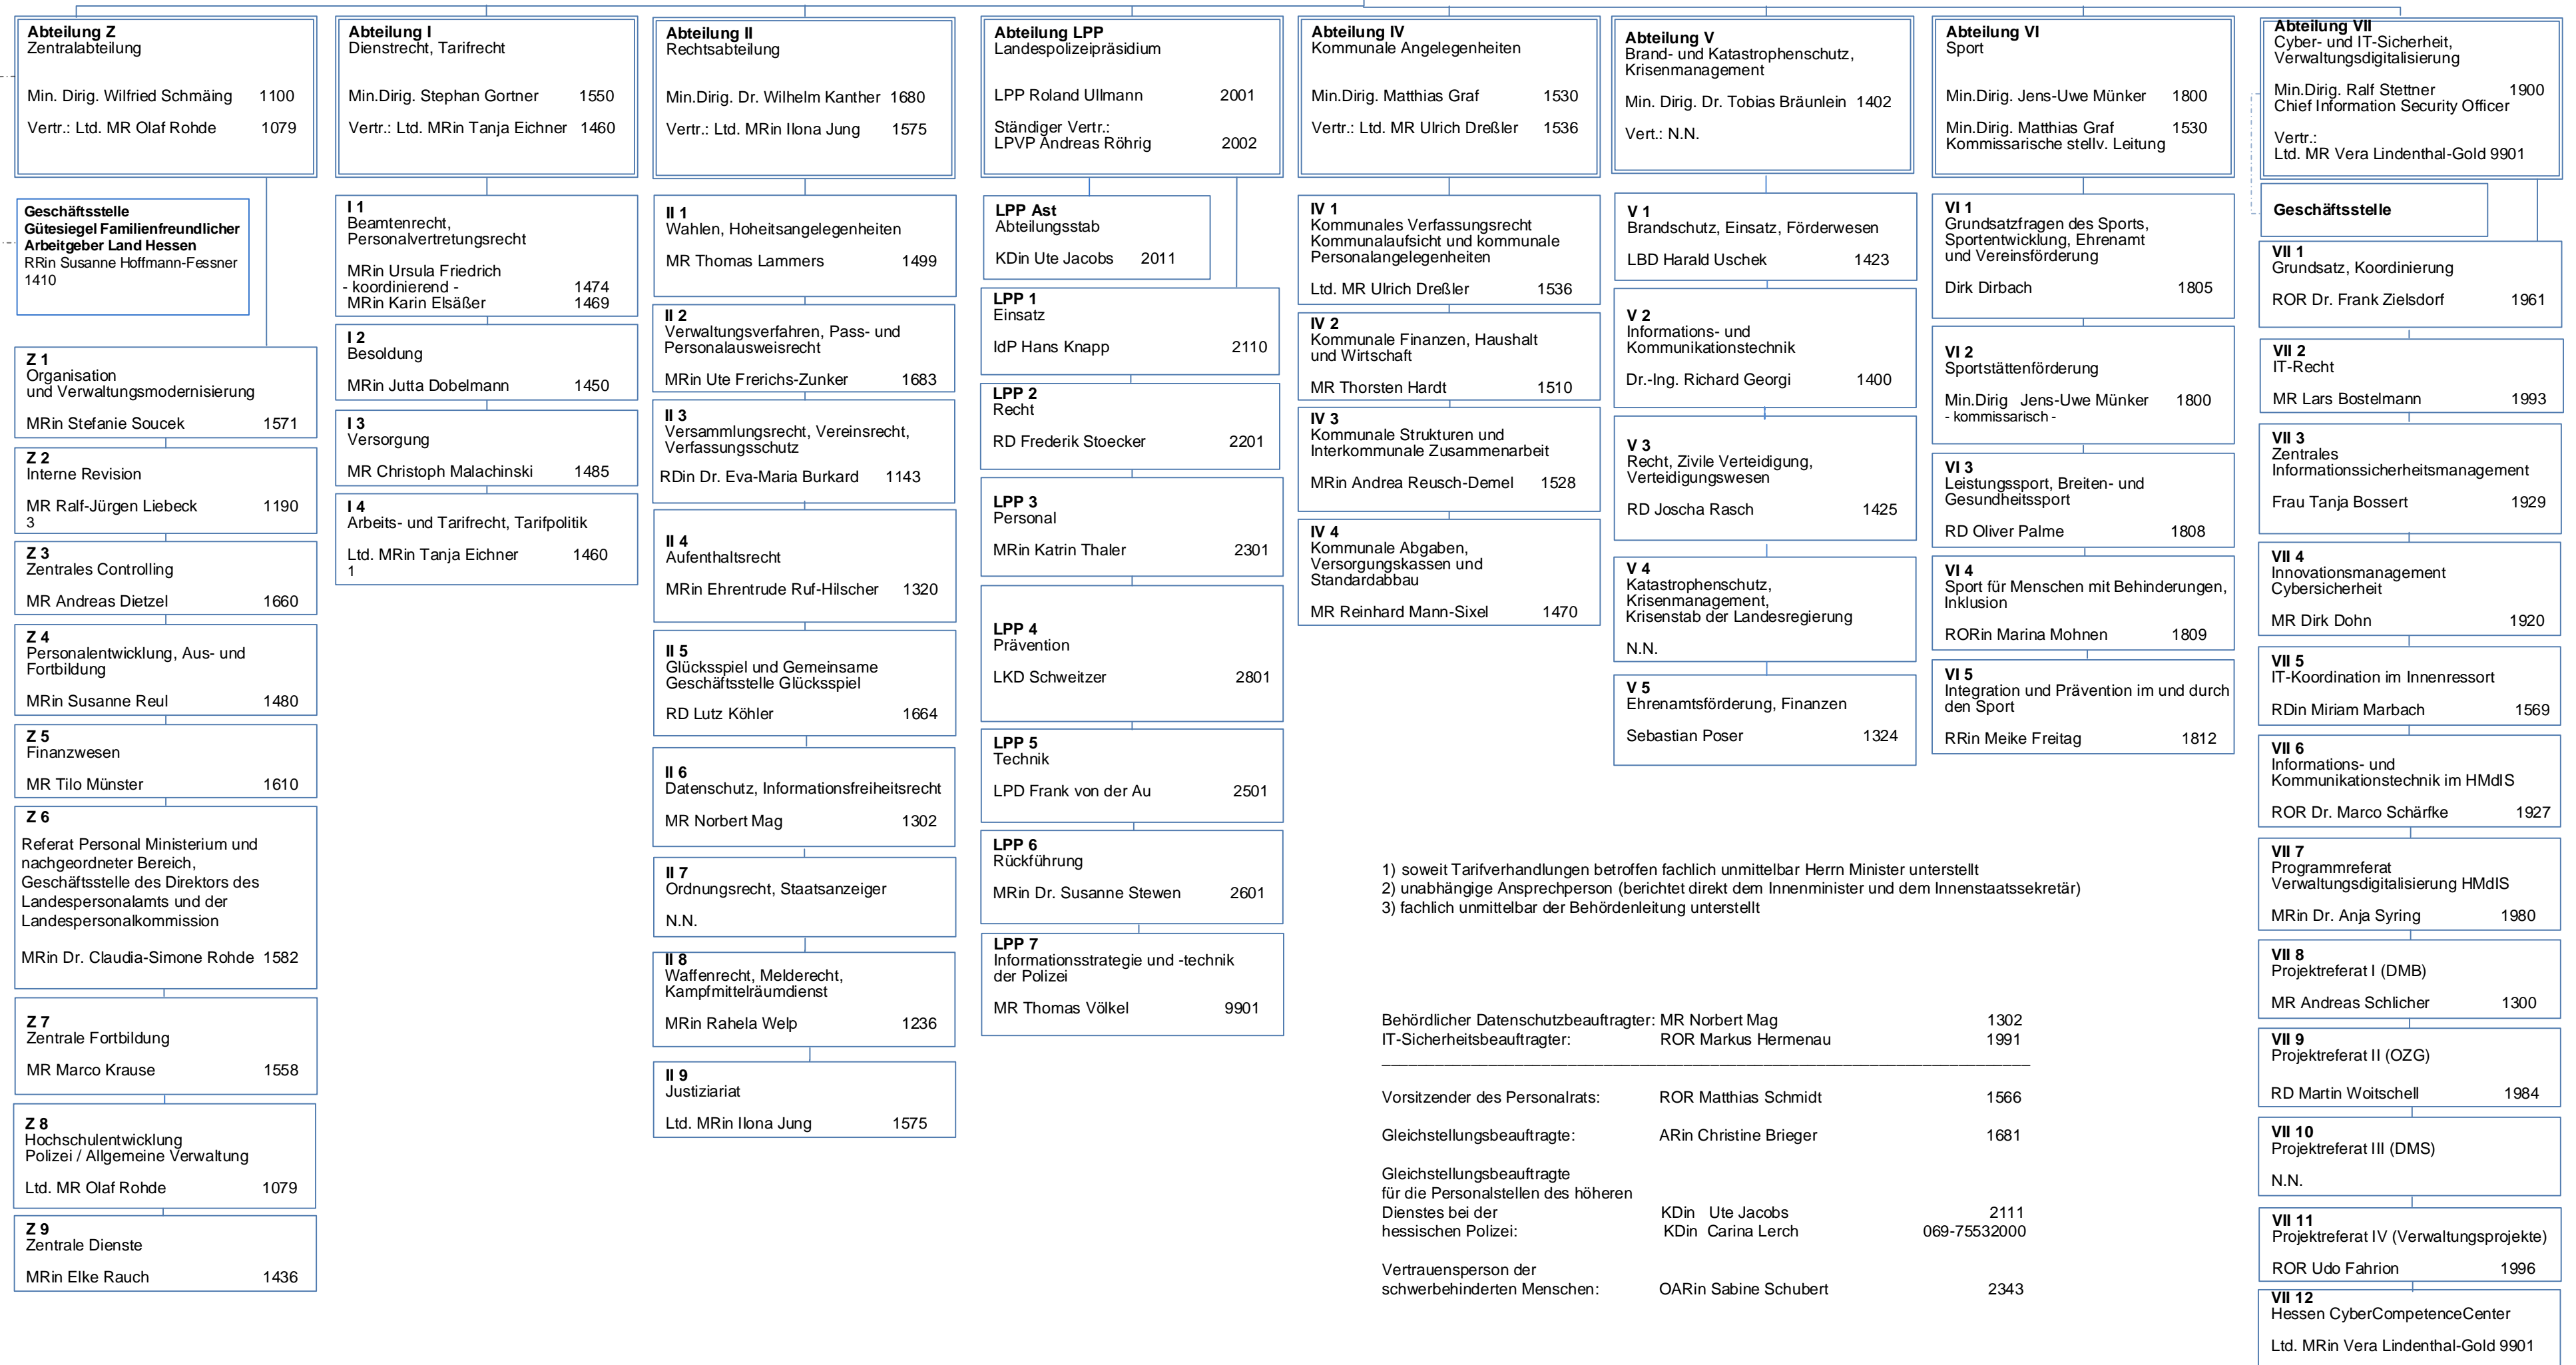 Abteilung Z
Zentralabteilung
Min. Dirig. Wilfried Schmäing 1100
Vertr.: Ltd. MR Olaf Rohde 1079
Geschäftsstelle
Gütesiegel Familienfreundlicher
Arbeitgeber Land Hessen
RRin Susanne Hoffmann-Fessner
1410
Z 1
Organisation
und Verwaltungsmodernisierung
MRin Stefanie Soucek 1571
Z 2
Interne Revision
MR Ralf-Jürgen Liebeck 1190
3
Z 3
Zentrales Controlling
MR Andreas Dietzel 1660
Z 4
Personalentwicklung, Aus- und
Fortbildung
MRin Susanne Reul 1480
Z 5
Finanzwesen
MR Tilo Münster 1610
Z 6
Referat Personal Ministerium und
nachgeordneter Bereich,
Geschäftsstelle des Direktors des
Landespersonalamts und der
Landespersonalkommission
MRin Dr. Claudia-Simone Rohde 1582
Z 7
Zentrale Fortbildung
MR Marco Krause 1558
Z 8
Hochschulentwicklung
Polizei / Allgemeine Verwaltung
Ltd. MR Olaf Rohde 1079
Z 9
Zentrale Dienste
MRin Elke Rauch 1436
Abteilung I
Dienstrecht, Tarifrecht
Min.Dirig. Stephan Gortner 1550
Vertr.: Ltd. MRin Tanja Eichner 1460
I 1
Beamtenrecht,
Personalvertretungsrecht
MRin Ursula Friedrich
- koordinierend - 1474
MRin Karin Elsäßer 1469
I 2
Besoldung
MRin Jutta Dobelmann 1450
I 3
Versorgung
MR Christoph Malachinski 1485
I 4
Arbeits- und Tarifrecht, Tarifpolitik
Ltd. MRin Tanja Eichner 1460
1
Abteilung II
Rechtsabteilung
Min.Dirig. Dr. Wilhelm Kanther 1680
Vertr.: Ltd. MRin Ilona Jung 1575
II 1
Wahlen, Hoheitsangelegenheiten
MR Thomas Lammers 1499
II 2
Verwaltungsverfahren, Pass- und
Personalausweisrecht
MRin Ute Frerichs-Zunker 1683
II 3
Versammlungsrecht, Vereinsrecht,
Verfassungsschutz
RDin Dr. Eva-Maria Burkard 1143
II 4
Aufenthaltsrecht
MRin Ehrentrude Ruf-Hilscher 1320
II 5
Glücksspiel und Gemeinsame
Geschäftsstelle Glücksspiel
RD Lutz Köhler 1664
II 6
Datenschutz, Informationsfreiheitsrecht
MR Norbert Mag 1302
II 7
Ordnungsrecht, Staatsanzeiger
N.N.
II 8
Waffenrecht, Melderecht,
Kampfmittelräumdienst
MRin Rahela Welp 1236
II 9
Justiziariat
Ltd. MRin Ilona Jung 1575
Abteilung LPP
Landespolizeipräsidium
LPP Roland Ullmann 2001
Ständiger Vertr.:
LPVP Andreas Röhrig 2002
LPP Ast
Abteilungsstab
KDin Ute Jacobs 2011
LPP 1
Einsatz
IdP Hans Knapp 2110
LPP 2
Recht
RD Frederik Stoecker 2201
LPP 3
Personal
MRin Katrin Thaler 2301
LPP 4
Prävention
LKD Schweitzer 2801
LPP 5
Technik
LPD Frank von der Au 2501
LPP 6
Rückführung
MRin Dr. Susanne Stewen 2601
LPP 7
Informationsstrategie und -technik
der Polizei
MR Thomas Völkel 9901
Abteilung IV
Kommunale Angelegenheiten
Min.Dirig. Matthias Graf 1530
Vertr.: Ltd. MR Ulrich Dreßler 1536
IV 1
Kommunales Verfassungsrecht
Kommunalaufsicht und kommunale
Personalangelegenheiten
Ltd. MR Ulrich Dreßler 1536
IV 2
Kommunale Finanzen, Haushalt
und Wirtschaft
MR Thorsten Hardt 1510
IV 3
Kommunale Strukturen und
Interkommunale Zusammenarbeit
MRin Andrea Reusch-Demel 1528
IV 4
Kommunale Abgaben,
Versorgungskassen und
Standardabbau
MR Reinhard Mann-Sixel 1470
Abteilung V
Brand- und Katastrophenschutz,
Krisenmanagement
Min. Dirig. Dr. Tobias Bräunlein 1402
Vert.: N.N.
V 1
Brandschutz, Einsatz, Förderwesen
LBD Harald Uschek 1423
V 2
Informations- und
Kommunikationstechnik
Dr.-Ing. Richard Georgi 1400
V 3
Recht, Zivile Verteidigung,
Verteidigungswesen
RD Joscha Rasch 1425
V 4
Katastrophenschutz,
Krisenmanagement,
Krisenstab der Landesregierung
N.N.
V 5
Ehrenamtsförderung, Finanzen
Sebastian Poser 1324
Abteilung VI
Sport
Min.Dirig. Jens-Uwe Münker 1800
Min.Dirig. Matthias Graf 1530
Kommissarische stellv. Leitung
VI 1
Grundsatzfragen des Sports,
Sportentwicklung, Ehrenamt
und Vereinsförderung
Dirk Dirbach 1805
VI 2
Sportstättenförderung
Min.Dirig Jens-Uwe Münker 1800
- kommissarisch -
VI 3
Leistungssport, Breiten- und
Gesundheitssport
RD Oliver Palme 1808
VI 4
Sport für Menschen mit Behinderungen,
Inklusion
RORin Marina Mohnen 1809
VI 5
Integration und Prävention im und durch
den Sport
RRin Meike Freitag 1812
Abteilung VII
Cyber- und IT-Sicherheit,
Verwaltungsdigitalisierung
Min.Dirig. Ralf Stettner 1900
Chief Information Security Officer
Vertr.:
Ltd. MR Vera Lindenthal-Gold 9901
Geschäftsstelle
VII 1
Grundsatz, Koordinierung
ROR Dr. Frank Zielsdorf 1961
VII 2
IT-Recht
MR Lars Bostelmann 1993
VII 3
Zentrales
Informationssicherheitsmanagement
Frau Tanja Bossert 1929
VII 4
Innovationsmanagement
Cybersicherheit
MR Dirk Dohn 1920
VII 5
IT-Koordination im Innenressort
RDin Miriam Marbach 1569
VII 6
Informations- und
Kommunikationstechnik im HMdIS
ROR Dr. Marco Schärfke 1927
VII 7
Programmreferat
Verwaltungsdigitalisierung HMdIS
MRin Dr. Anja Syring 1980
VII 8
Projektreferat I (DMB)
MR Andreas Schlicher 1300
VII 9
Projektreferat II (OZG)
RD Martin Woitschell 1984
VII 10
Projektreferat III (DMS)
N.N.
VII 11
Projektreferat IV (Verwaltungsprojekte)
ROR Udo Fahrion 1996
VII 12
Hessen CyberCompetenceCenter
Ltd. MRin Vera Lindenthal-Gold 9901
1) soweit Tarifverhandlungen betroffen fachlich unmittelbar Herrn Minister unterstellt
2) unabhängige Ansprechperson (berichtet direkt dem Innenminister und dem Innenstaatssekretär)
3) fachlich unmittelbar der Behördenleitung unterstellt
Behördlicher Datenschutzbeauftragter: MR Norbert Mag 1302
IT-Sicherheitsbeauftragter: ROR Markus Hermenau 1991
Vorsitzender des Personalrats: ROR Matthias Schmidt 1566
Gleichstellungsbeauftragte: ARin Christine Brieger 1681
Gleichstellungsbeauftragte
für die Personalstellen des höheren
Dienstes bei der KDin Ute Jacobs 2111
hessischen Polizei: KDin Carina Lerch 069-75532000
Vertrauensperson der
schwerbehinderten Menschen: OARin Sabine Schubert 2343